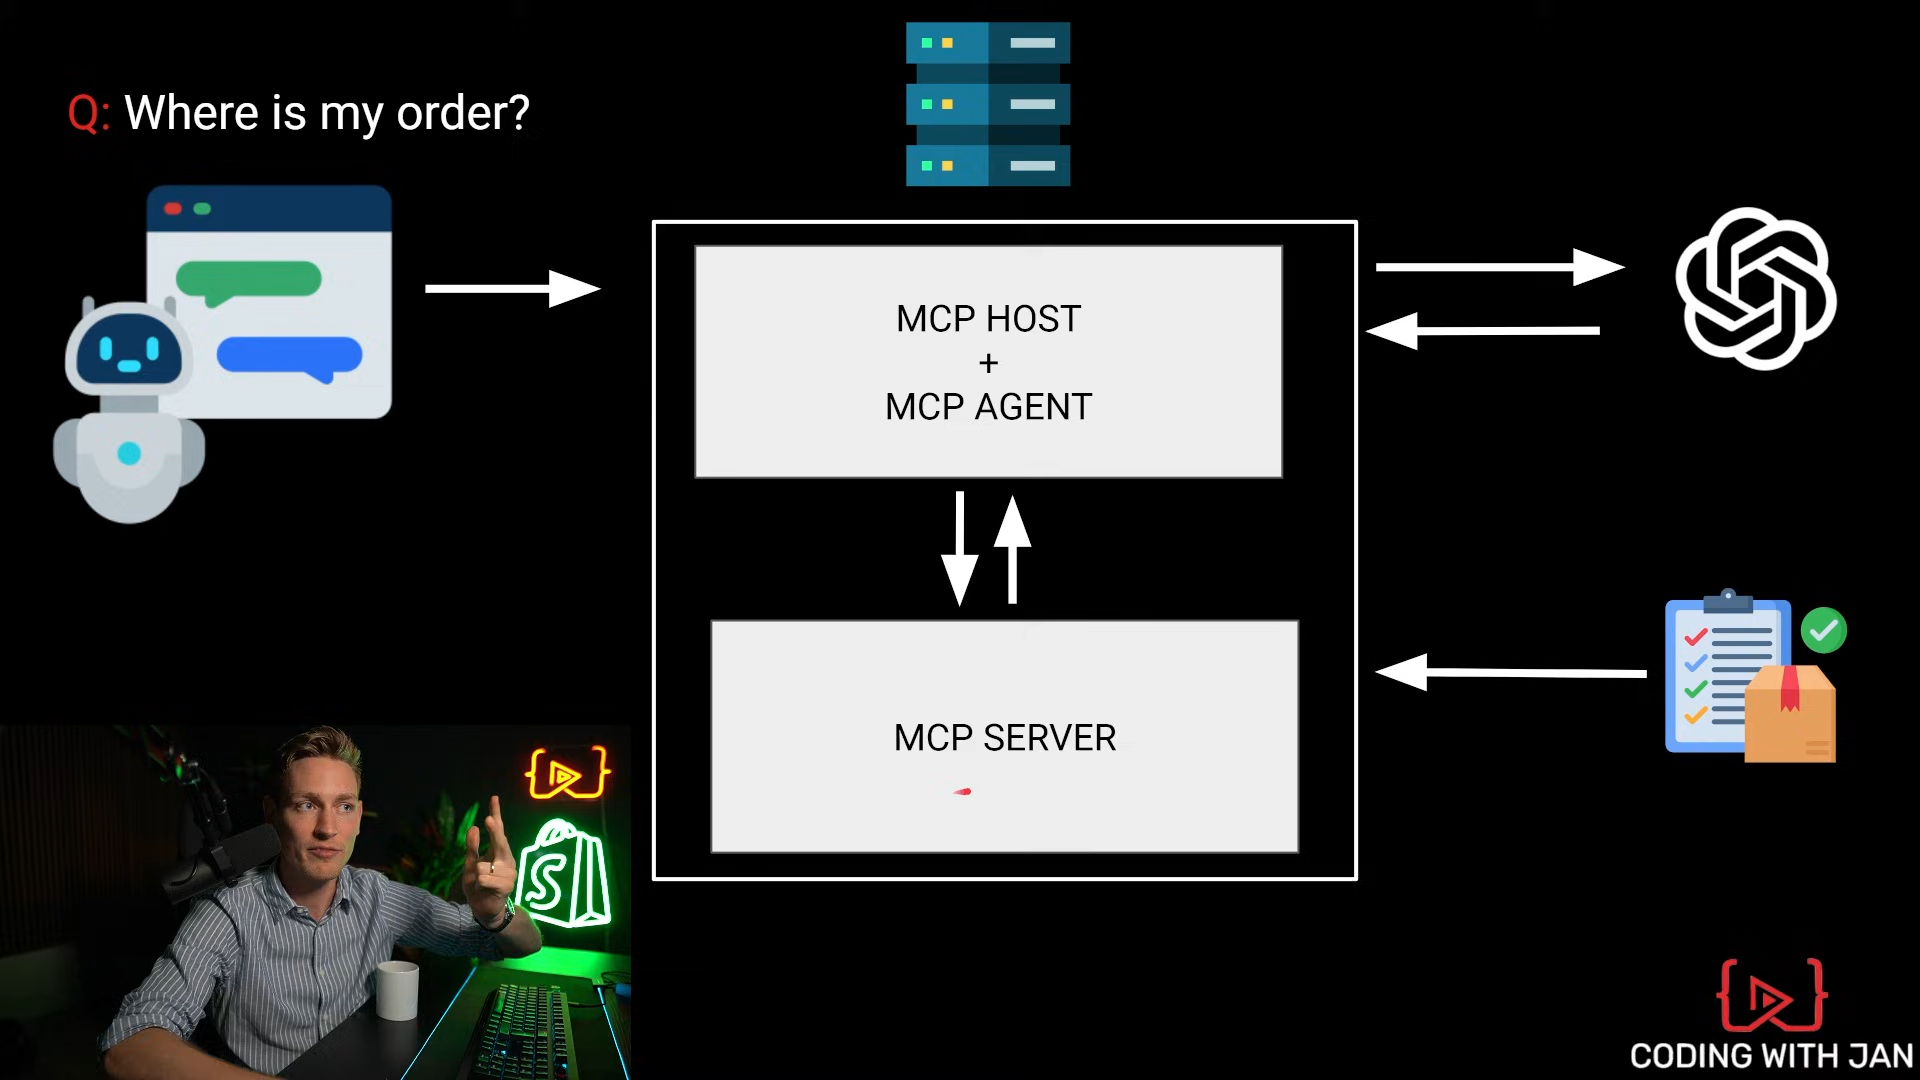 Q: Where is my order?
MCP HOST
+
MCP AGENT
MCP SERVER
S
CODING WITH JAN